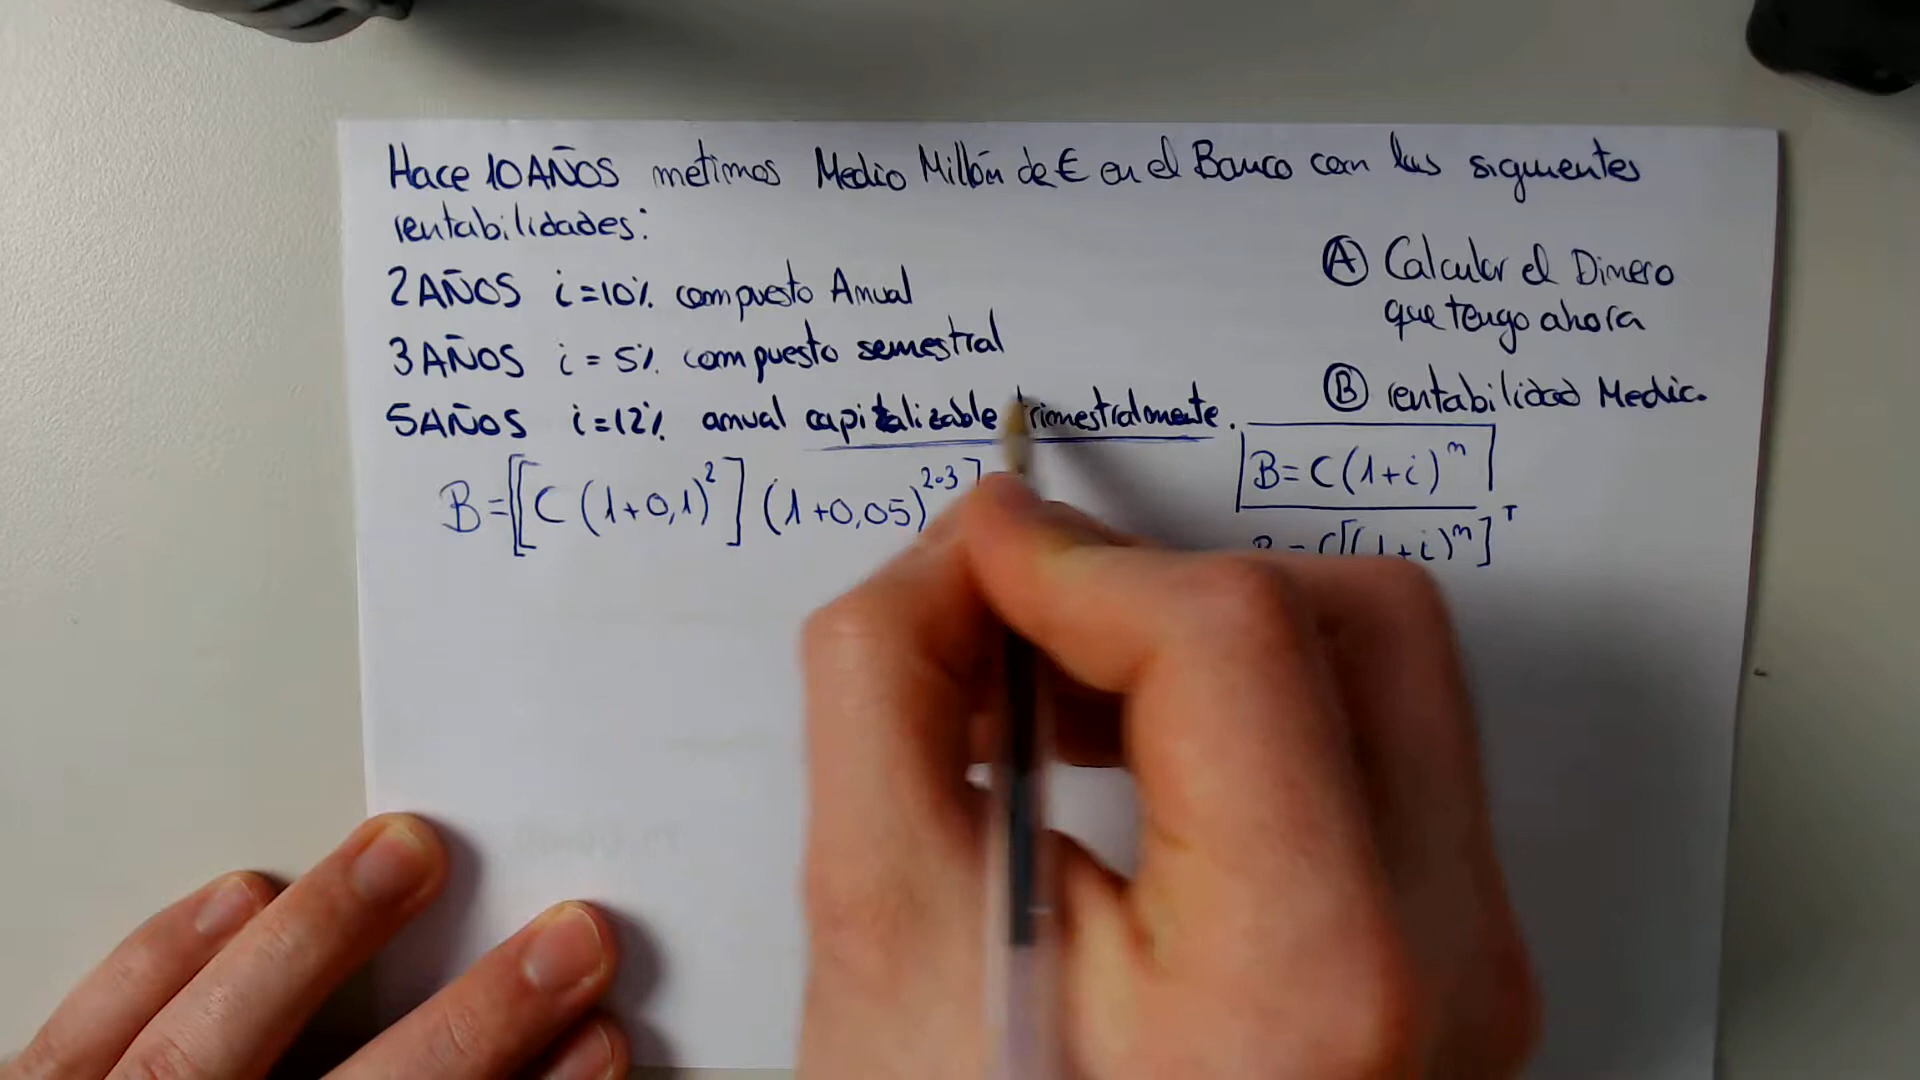 Hace 10 AÑOS metimos Medio Millón de € en el Banco con las siguientes
rentabilidades:
2 AÑOS i=10% compuesto Anual
3 AÑOS i=5% compuesto semestral
5 AÑOS i=12% anual capitalizable trimestralmente.
B=[[C(1+0,1)^2](1+0,05)^2·3]
Ⓐ Calcular el Dinero
que tengo ahora
Ⓑ rentabilidad Media.
B=C(1+i)^n
B=C[(1+i)^m]^T